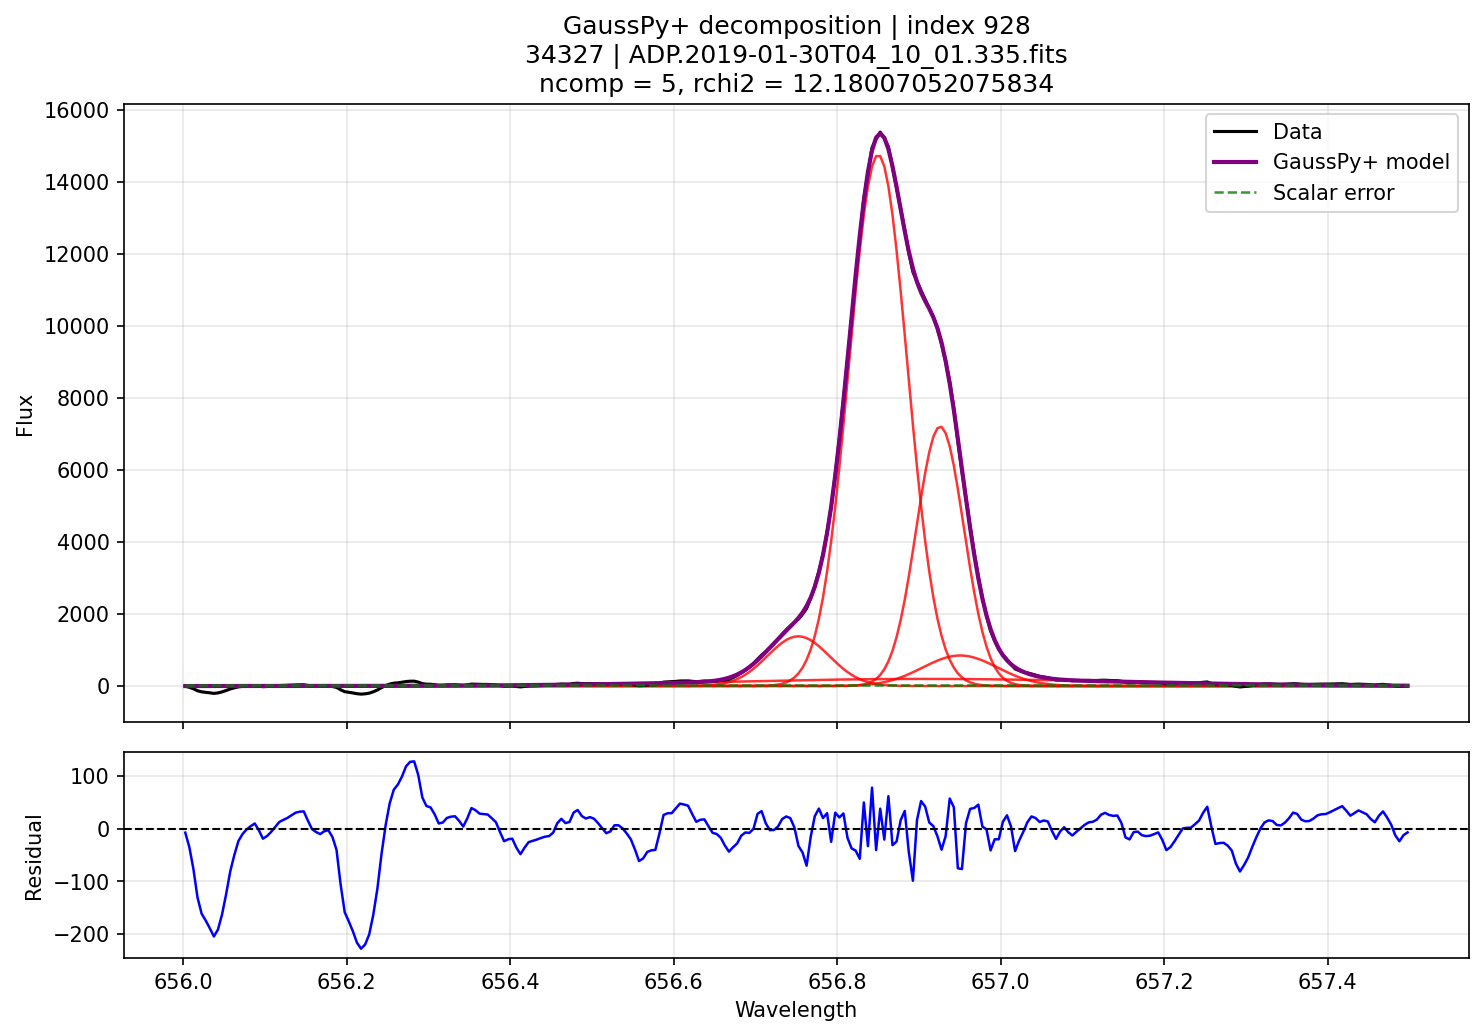 GaussPy+ decomposition | index 928
34327 | ADP.2019-01-30T04_10_01.335.fits
ncomp = 5, rchi2 = 12.18007052075834
Data
GaussPy+ model
Scalar error
Flux
16000
14000
12000
10000
8000
6000
4000
2000
0
Residual
100
0
−100
−200
656.0
656.2
656.4
656.6
656.8
657.0
657.2
657.4
Wavelength